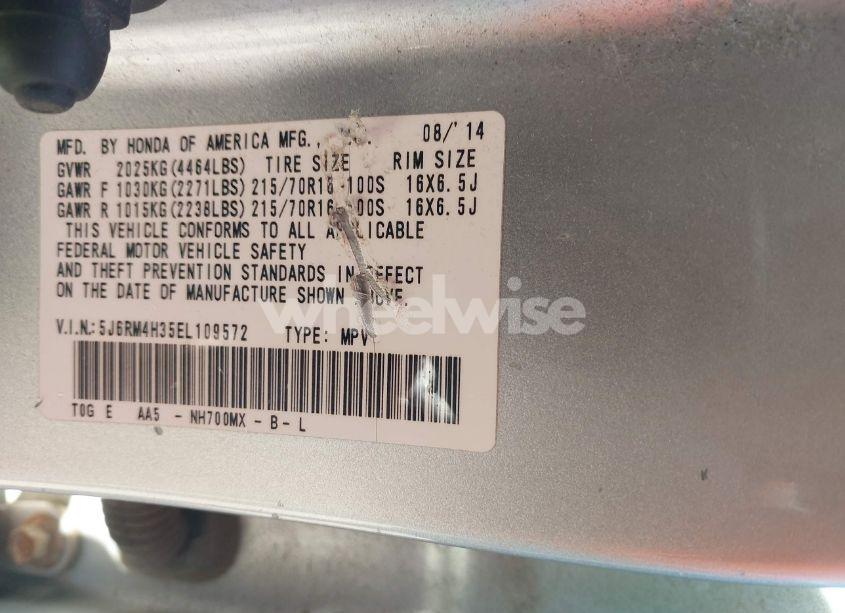 MFD. BY HONDA OF AMERICA MFG., 08/'14
GVWR 2025KG(4464LBS) TIRE SIZE RIM SIZE
GAWR F 1030KG(2271LBS) 215/70R16 100S 16X6.5J
GAWR R 1015KG(2238LBS) 215/70R16 100S 16X6.5J
THIS VEHICLE CONFORMS TO ALL APPLICABLE
FEDERAL MOTOR VEHICLE SAFETY
AND THEFT PREVENTION STANDARDS IN EFFECT
ON THE DATE OF MANUFACTURE SHOWN ABOVE.
wheelwise
V.I.N.:5J6RM4H35EL109572 TYPE: MPV
T0G E AA5 - NH700MX - B - L